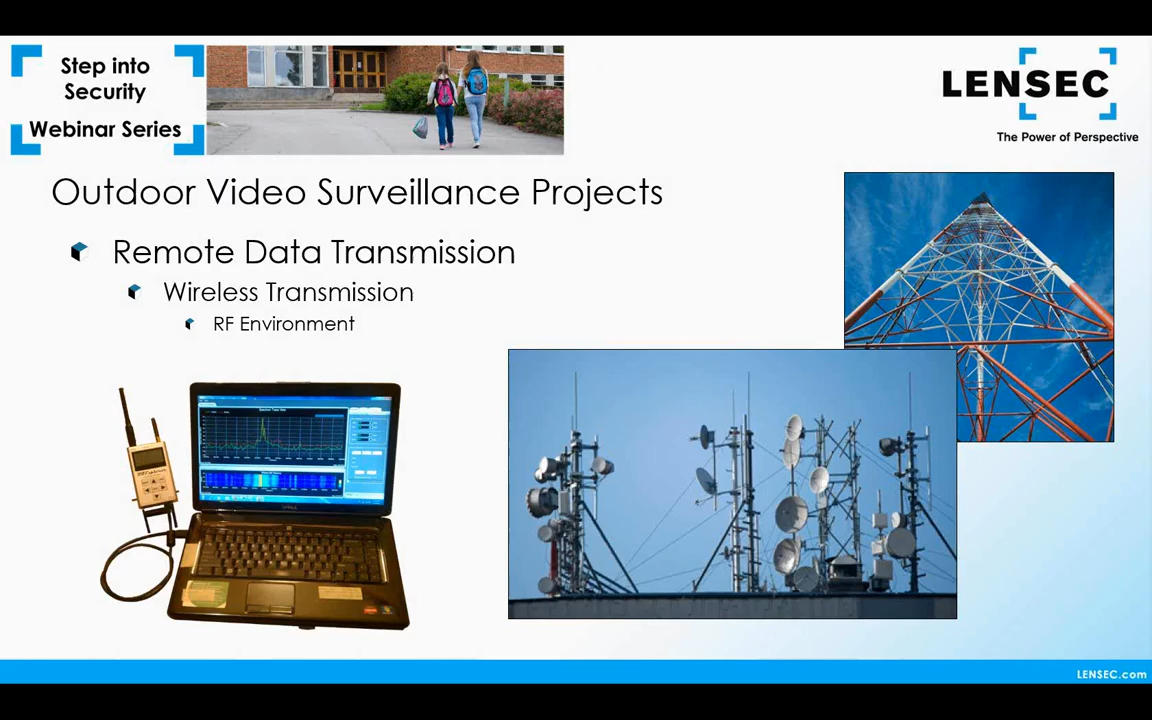 Step into
Security
Webinar Series
LENSEC
The Power of Perspective
Outdoor Video Surveillance Projects
Remote Data Transmission
Wireless Transmission
RF Environment
LENSEC.com